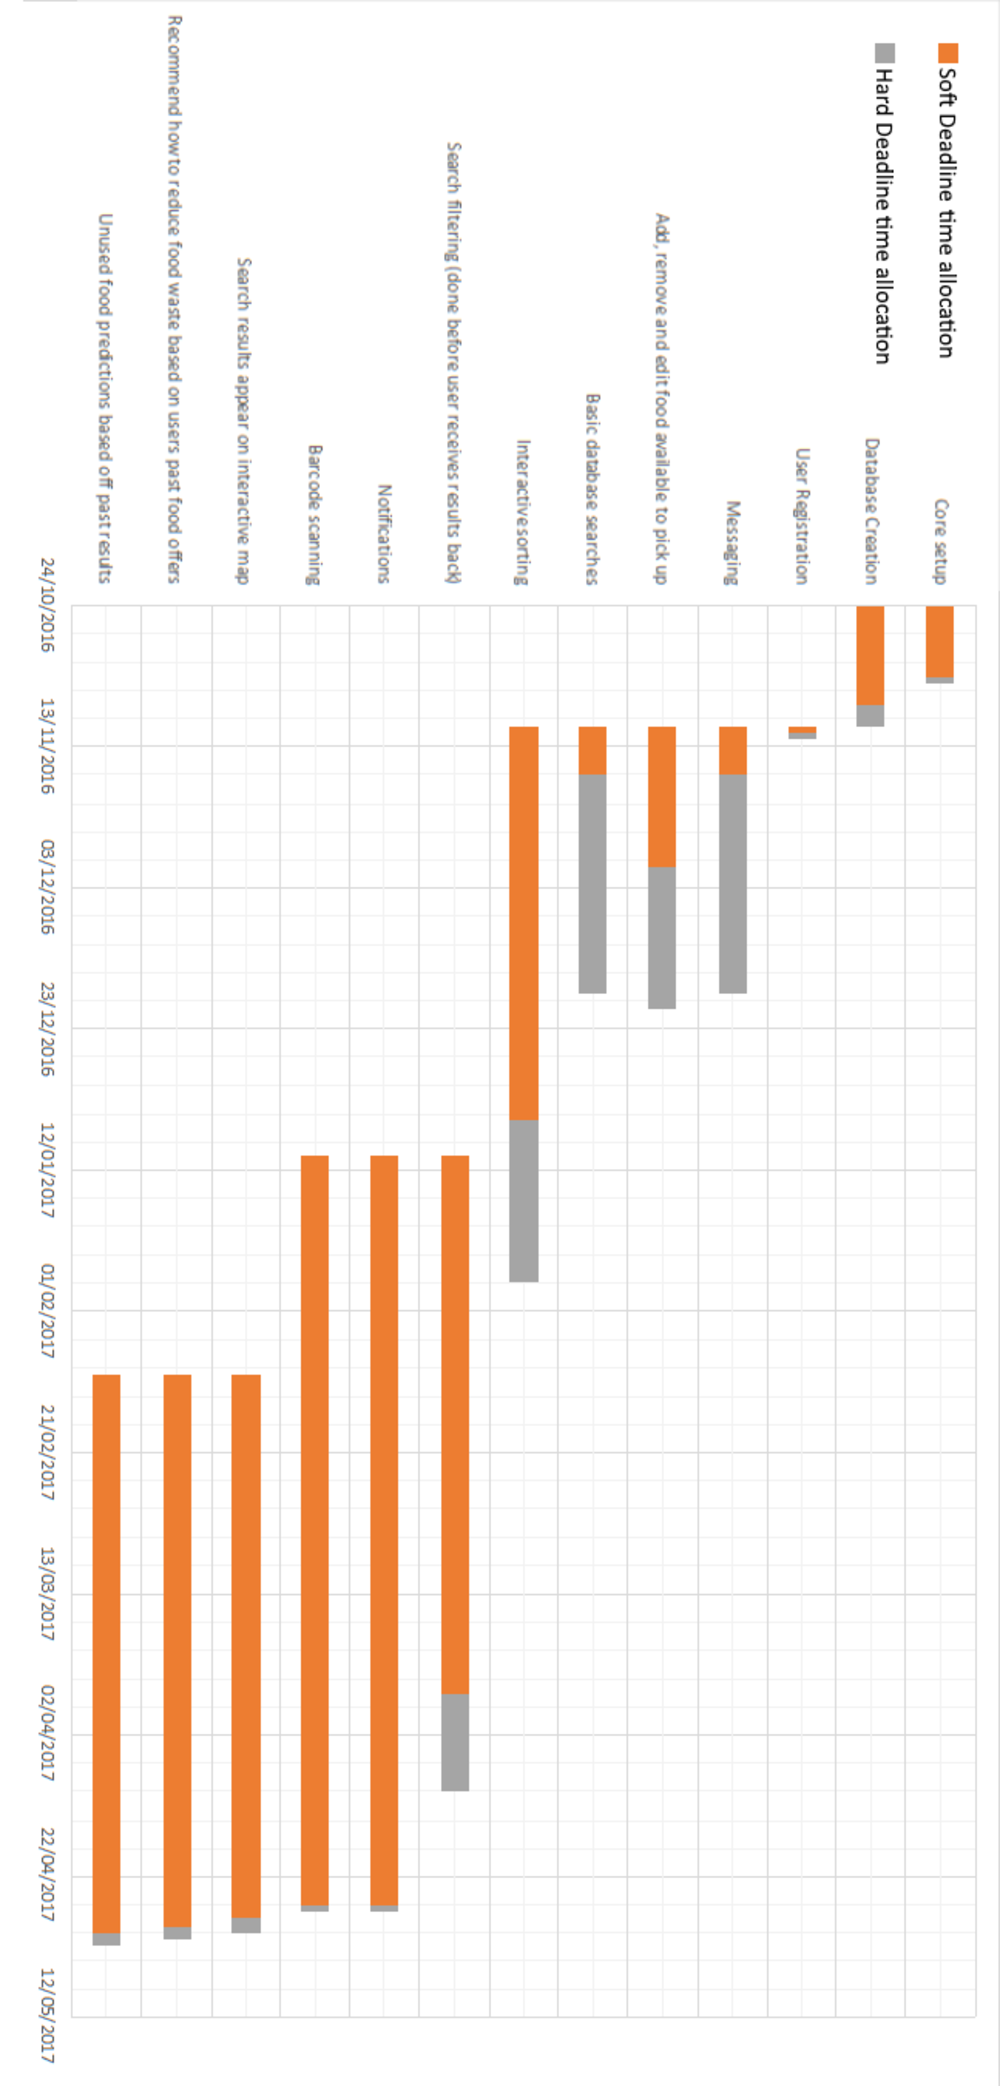 Soft Deadline time allocation
Hard Deadline time allocation
Core setup
Database Creation
User Registration
Messaging
Add, remove and edit food available to pick up
Basic database searches
Interactive sorting
Search filtering (done before user receives results back)
Notifications
Barcode scanning
Search results appear on interactive map
Recommend how to reduce food waste based on users past food offers
Unused food predictions based off past results
24/10/2016
13/11/2016
03/12/2016
23/12/2016
12/01/2017
01/02/2017
21/02/2017
13/03/2017
02/04/2017
22/04/2017
12/05/2017